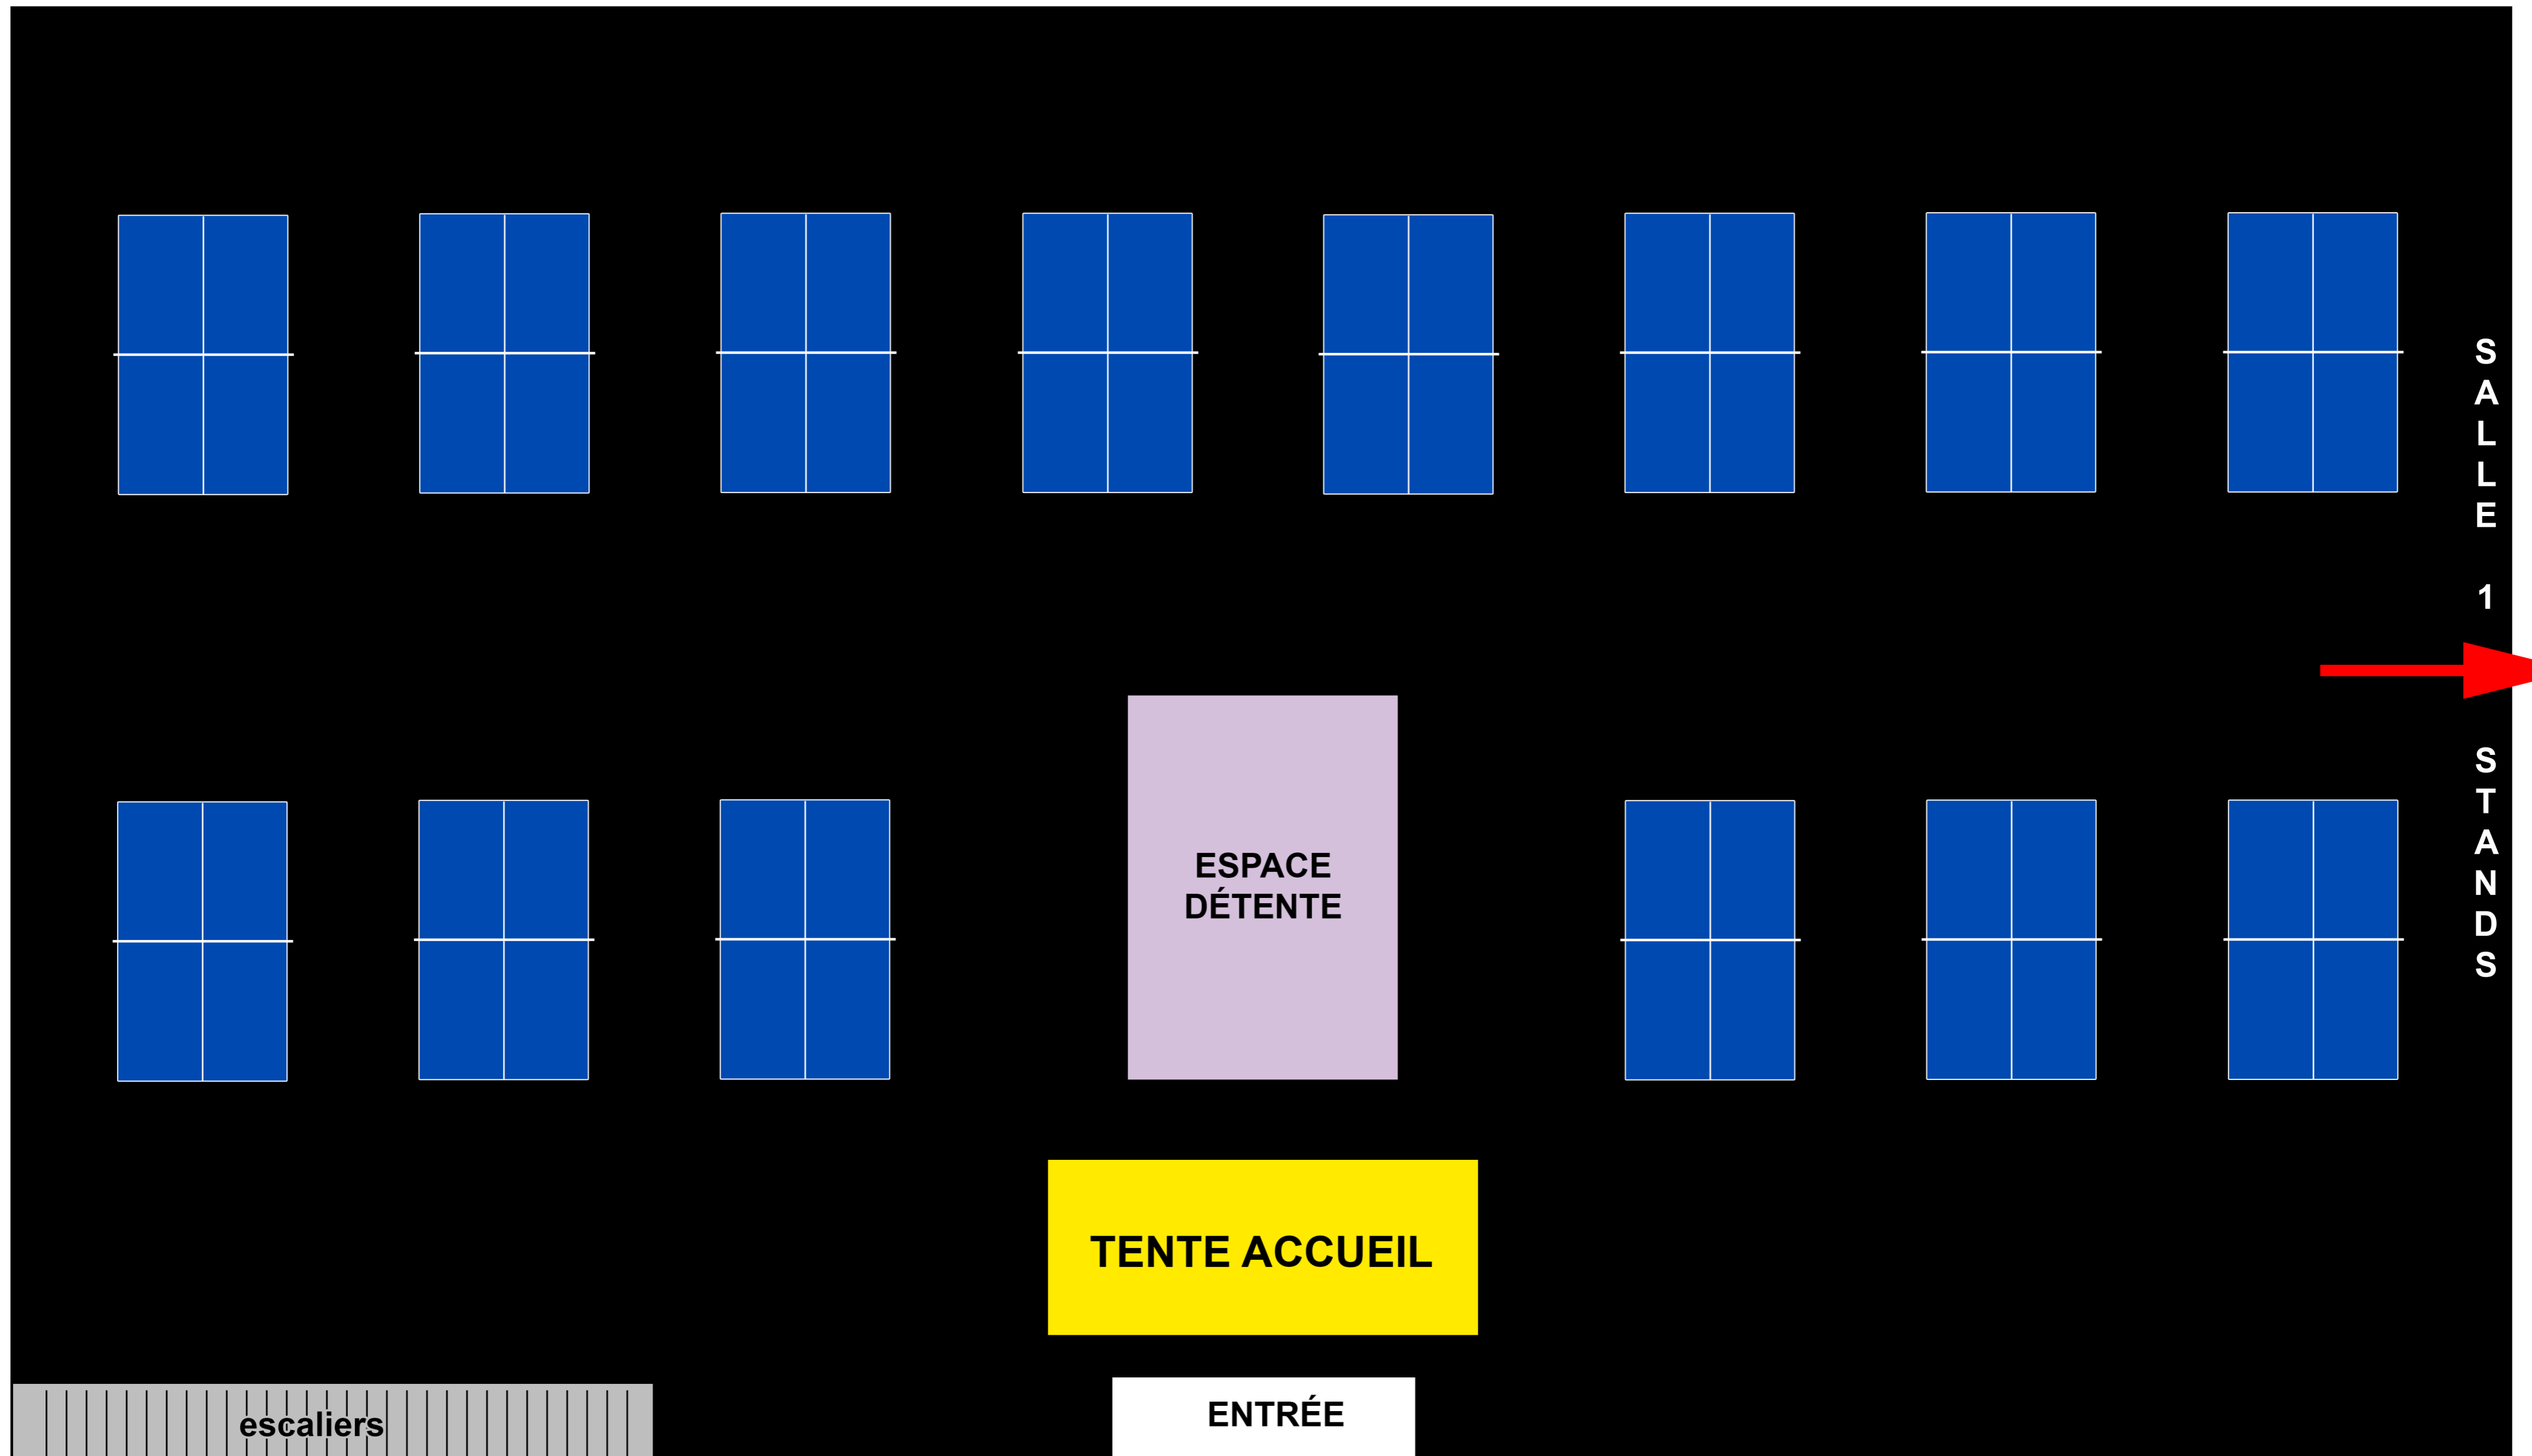 SALLE 1 STANDS
ESPACE
DÉTENTE
TENTE ACCUEIL
ENTRÉE
escaliers